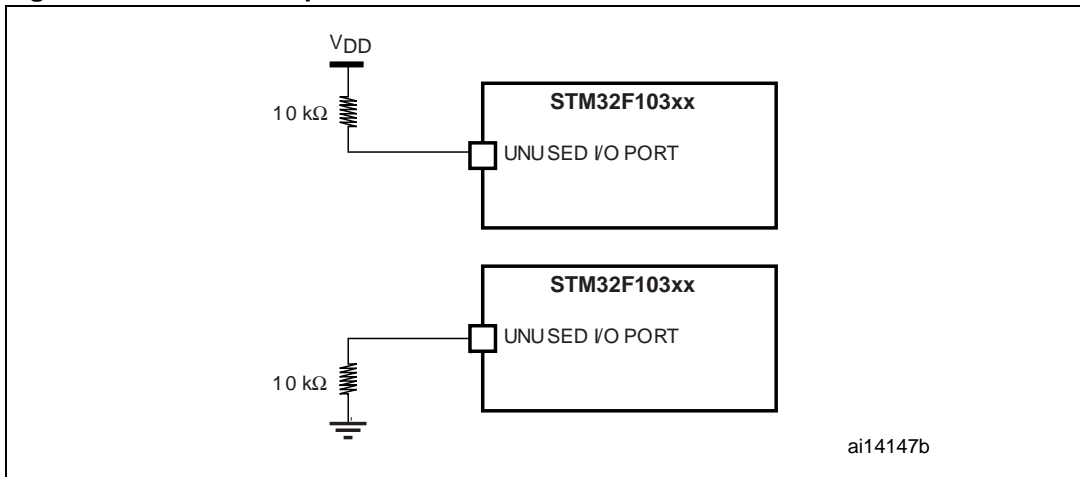 VDD
10 kΩ
STM32F103xx
UNUSED I/O PORT
STM32F103xx
UNUSED I/O PORT
10 kΩ
ai14147b